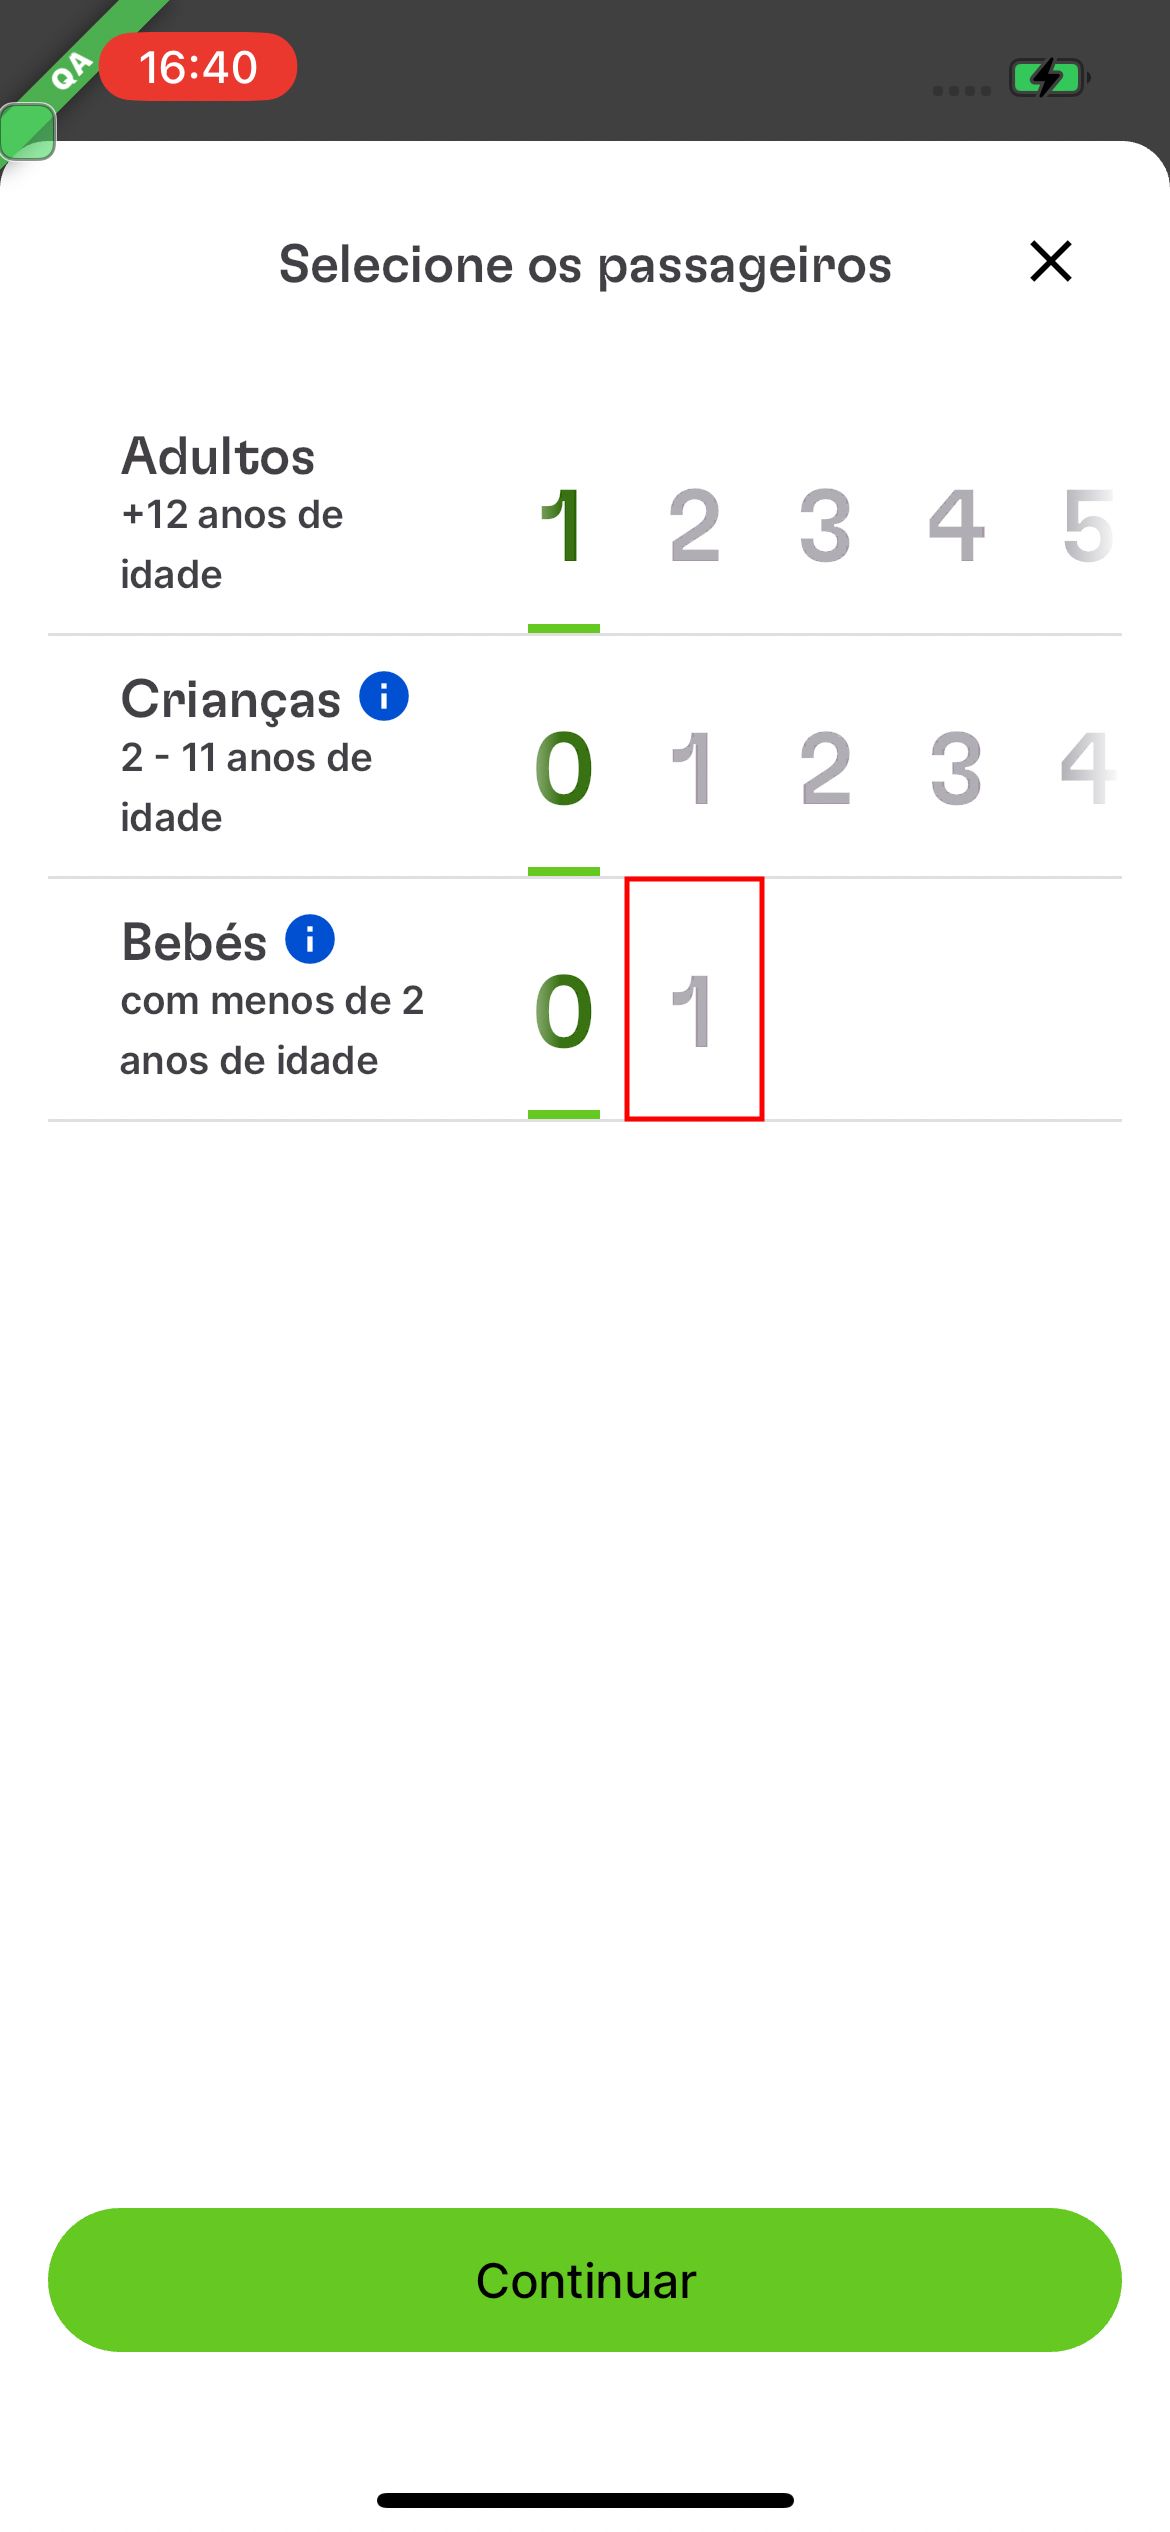 QA
16:40
Selecione os passageiros
Adultos
+12 anos de
idade
1 2 3 4 5
Crianças i
2 - 11 anos de
idade
0 1 2 3 4
Bebés i
com menos de 2
anos de idade
0 1
Continuar